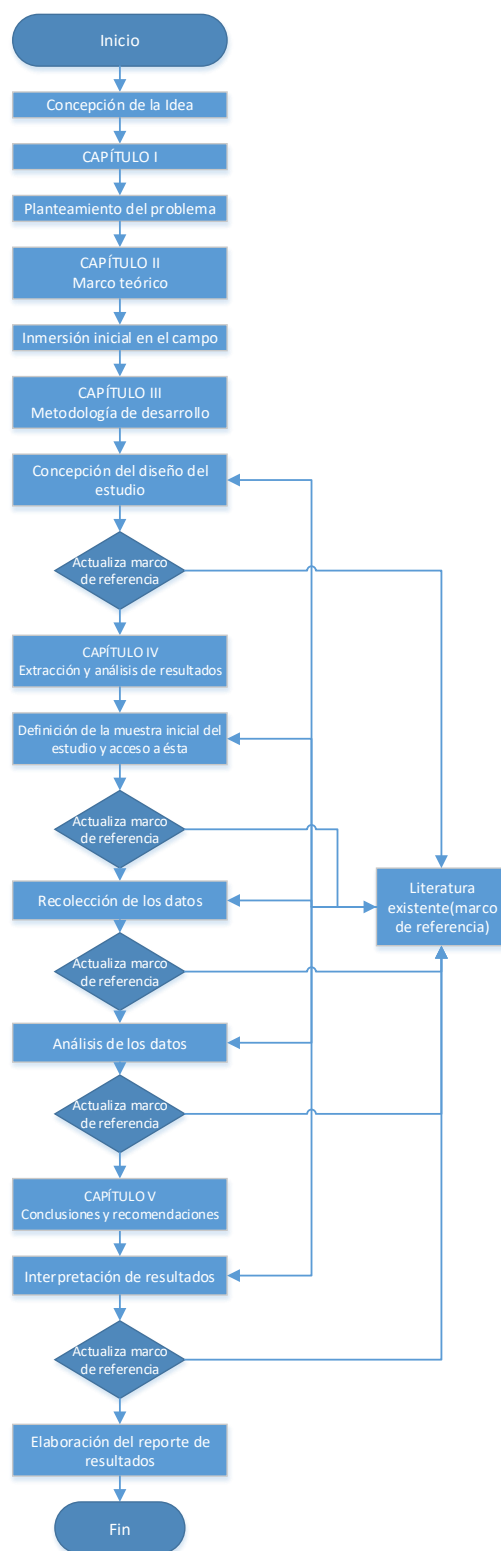 Inicio
Concepción de la Idea
CAPÍTULO I
Planteamiento del problema
CAPÍTULO II
Marco teórico
Inmersión inicial en el campo
CAPÍTULO III
Metodología de desarrollo
Concepción del diseño del
estudio
Actualiza marco
de referencia
CAPÍTULO IV
Extracción y análisis de resultados
Definición de la muestra inicial del
estudio y acceso a ésta
Actualiza marco
de referencia
Recolección de los datos
Literatura
existente(marco
de referencia)
Actualiza marco
de referencia
Análisis de los datos
Actualiza marco
de referencia
CAPÍTULO V
Conclusiones y recomendaciones
Interpretación de resultados
Actualiza marco
de referencia
Elaboración del reporte de
resultados
Fin